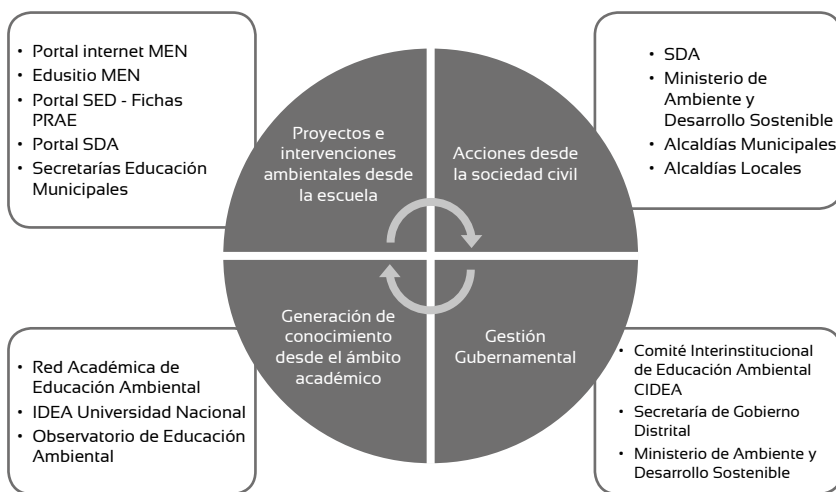 • Portal internet MEN
• Edusitio MEN
• Portal SED - Fichas
PRAE
• Portal SDA
• Secretarías Educación
Municipales
Proyectos e
intervenciones
ambientales desde
la escuela
Acciones desde
la sociedad civil
• SDA
• Ministerio de
Ambiente y
Desarrollo Sostenible
• Alcaldías Municipales
• Alcaldías Locales
• Red Académica de
Educación Ambiental
• IDEA Universidad Nacional
• Observatorio de Educación
Ambiental
Generación de
conocimiento
desde el ámbito
académico
Gestión
Gubernamental
• Comité Interinstitucional
de Educación Ambiental
CIDEA
• Secretaría de Gobierno
Distrital
• Ministerio de Ambiente y
Desarrollo Sostenible